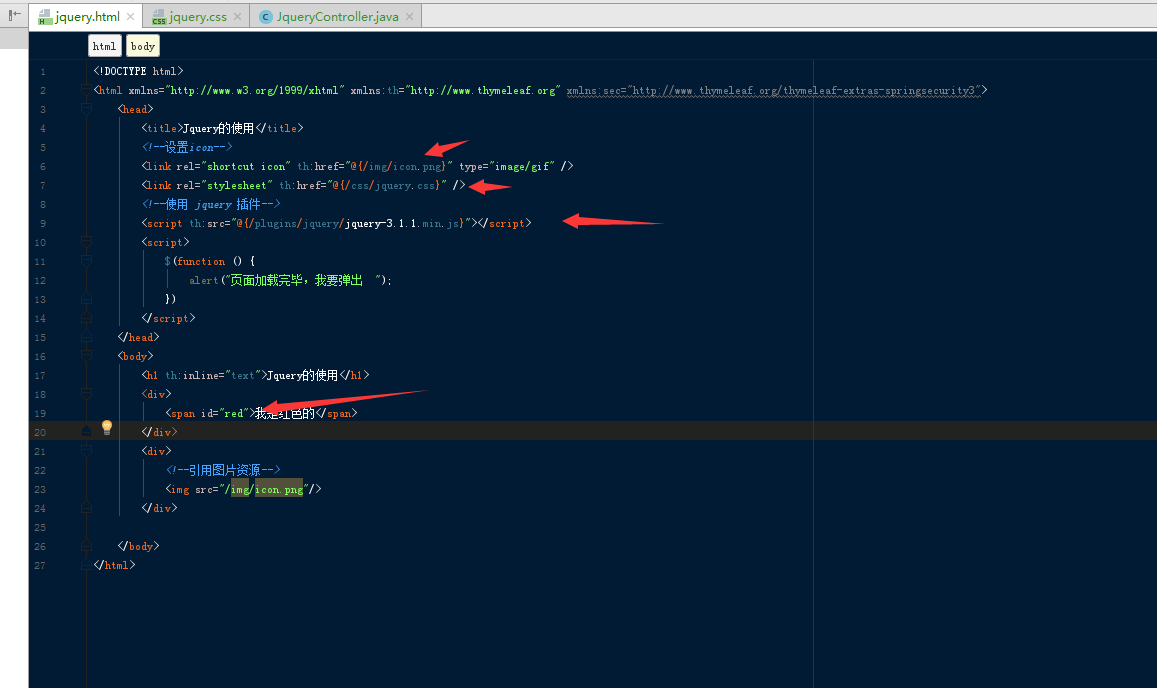 jquery.html
jquery.css
JqueryController.java
html body
1 <!DOCTYPE html>
2 <html xmlns="http://www.w3.org/1999/xhtml" xmlns:th="http://www.thymeleaf.org" xmlns:sec="http://www.thymeleaf.org/thymeleaf-extras-springsecurity3">
3 <head>
4 <title>Jquery的使用</title>
5 <!--设置icon-->
6 <link rel="shortcut icon" th:href="@{/img/icon.png}" type="image/gif" />
7 <link rel="stylesheet" th:href="@{/css/jquery.css}" />
8 <!--使用 jquery 插件-->
9 <script th:src="@{/plugins/jquery/jquery-3.1.1.min.js}"></script>
10 <script>
11 $(function () {
12 alert("页面加载完毕，我要弹出  ");
13 })
14 </script>
15 </head>
16 <body>
17 <h1 th:inline="text">Jquery的使用</h1>
18 <div>
19 <span id="red">我是红色的</span>
20 </div>
21 <div>
22 <!--引用图片资源-->
23 <img src="/img/icon.png"/>
24 </div>
25
26 </body>
27 </html>